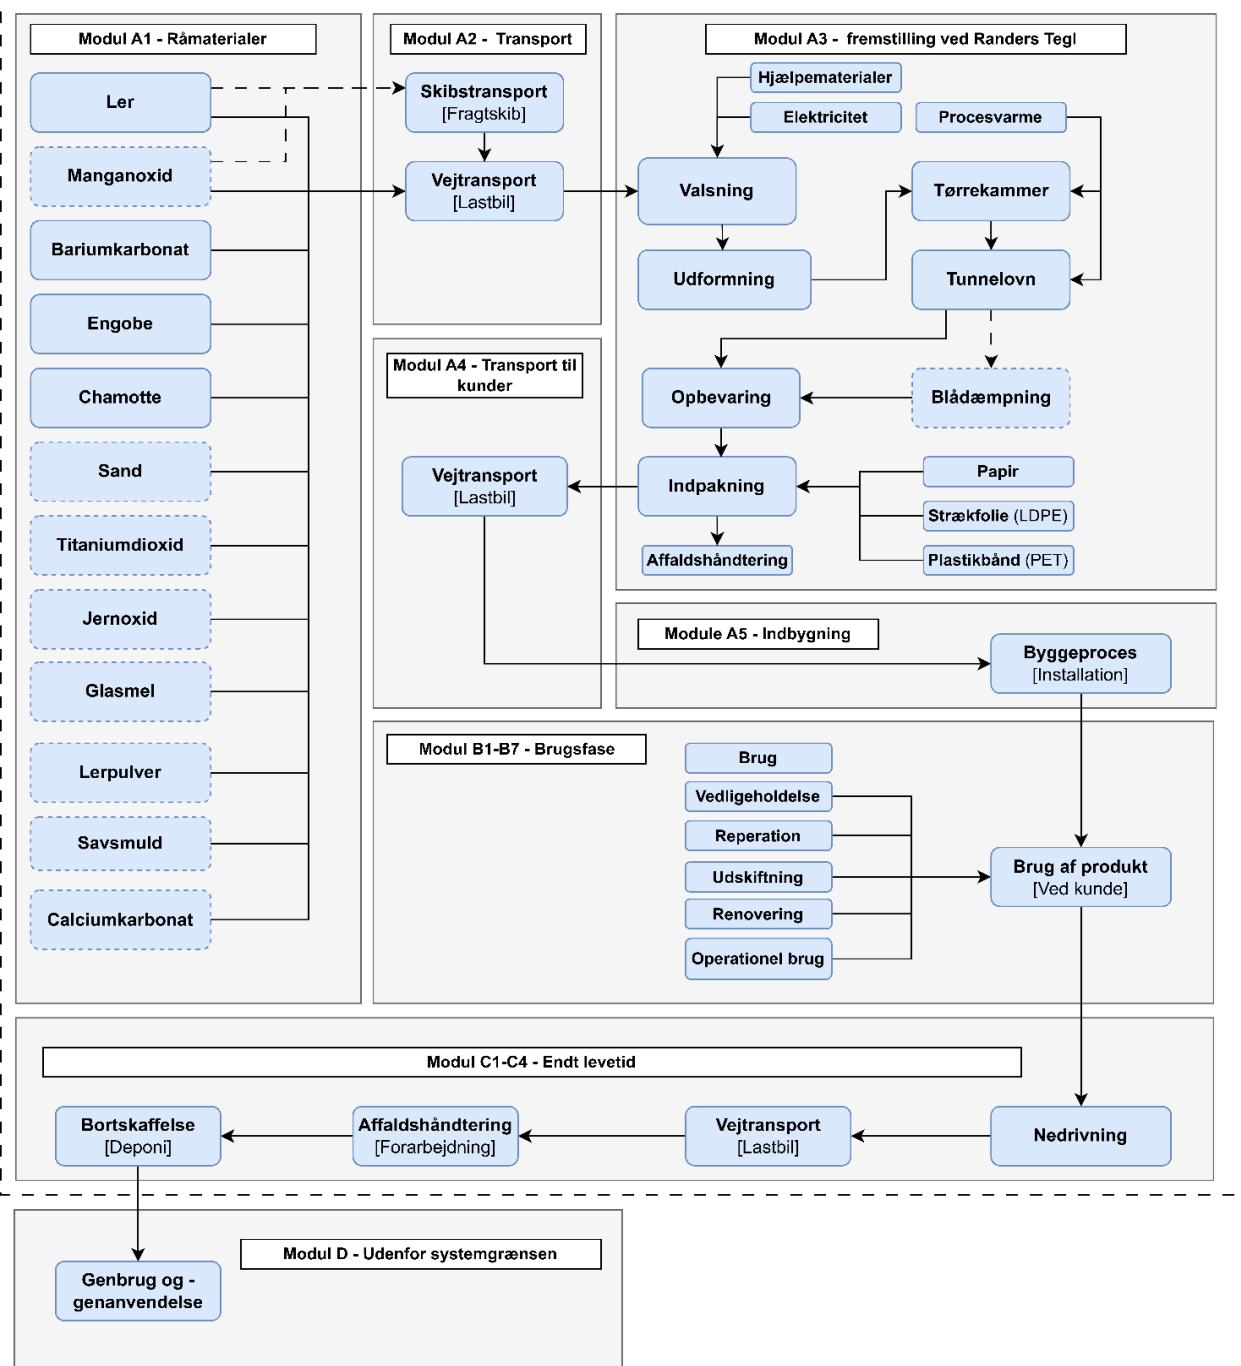 Modul A1 - Råmaterialer
Ler
Manganoxid
Bariumkarbonat
Engobe
Chamotte
Sand
Titaniumdioxid
Jernoxid
Glasmel
Lerpulver
Savsmuld
Calciumkarbonat
Modul A2 - Transport
Skibstransport
[Fragtskib]
Vejtransport
[Lastbil]
Modul A3 - fremstilling ved Randers Tegl
Hjælpematerialer
Elektricitet
Procesvarme
Valsning
Tørrekammer
Udformning
Tunnelovn
Opbevaring
Blådæmpning
Indpakning
Papir
Strækfolie (LDPE)
Plastikbånd (PET)
Affaldshåndtering
Modul A4 - Transport til
kunder
Vejtransport
[Lastbil]
Module A5 - Indbygning
Byggeproces
[Installation]
Modul B1-B7 - Brugsfase
Brug
Vedligeholdelse
Reperation
Udskiftning
Renovering
Operationel brug
Brug af produkt
[Ved kunde]
Modul C1-C4 - Endt levetid
Bortskaffelse
[Deponi]
Affaldshåndtering
[Forarbejdning]
Vejtransport
[Lastbil]
Nedrivning
Modul D - Udenfor systemgrænsen
Genbrug og -
genanvendelse